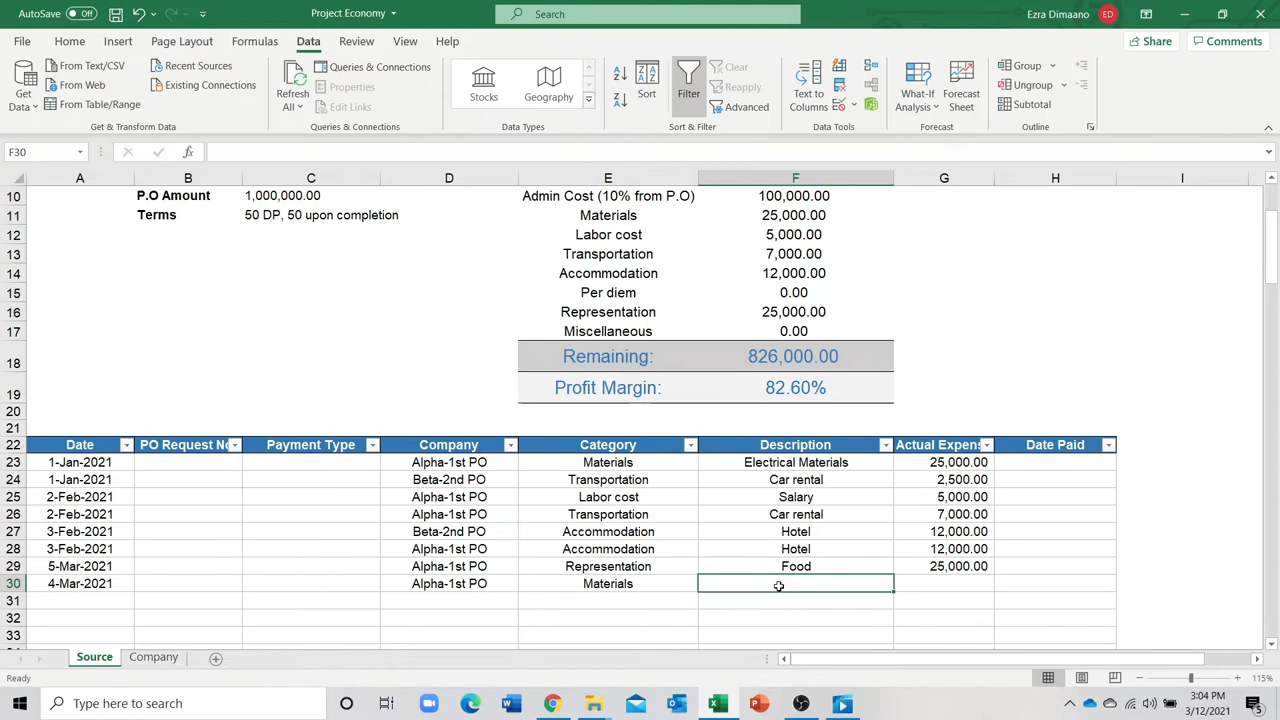 AutoSave Off Project Economy Search Ezra Dimaano ED
File Home Insert Page Layout Formulas Data Review View Help Share Comments
Get Data From Text/CSV From Web From Table/Range Recent Sources Existing Connections
Refresh All Queries & Connections Properties Edit Links
Stocks Geography
Sort Filter Clear Reapply Advanced
Text to Columns
What-If Analysis Forecast Sheet
Group Ungroup Subtotal
Get & Transform Data Queries & Connections Data Types Sort & Filter Data Tools Forecast Outline
F30 fx
A B C D E F G H I
10 P.O Amount 1,000,000.00 Admin Cost (10% from P.O) 100,000.00
11 Terms 50 DP, 50 upon completion Materials 25,000.00
12 Labor cost 5,000.00
13 Transportation 7,000.00
14 Accommodation 12,000.00
15 Per diem 0.00
16 Representation 25,000.00
17 Miscellaneous 0.00
18 Remaining: 826,000.00
19 Profit Margin: 82.60%
20
21
22 Date PO Request No Payment Type Company Category Description Actual Expens Date Paid
23 1-Jan-2021 Alpha-1st PO Materials Electrical Materials 25,000.00
24 1-Jan-2021 Beta-2nd PO Transportation Car rental 2,500.00
25 2-Feb-2021 Alpha-1st PO Labor cost Salary 5,000.00
26 2-Feb-2021 Alpha-1st PO Transportation Car rental 7,000.00
27 3-Feb-2021 Beta-2nd PO Accommodation Hotel 12,000.00
28 3-Feb-2021 Alpha-1st PO Accommodation Hotel 12,000.00
29 5-Mar-2021 Alpha-1st PO Representation Food 25,000.00
30 4-Mar-2021 Alpha-1st PO Materials
31
32
33
Source Company
Ready 115%
Type here to search 3:04 PM
3/12/2021 5